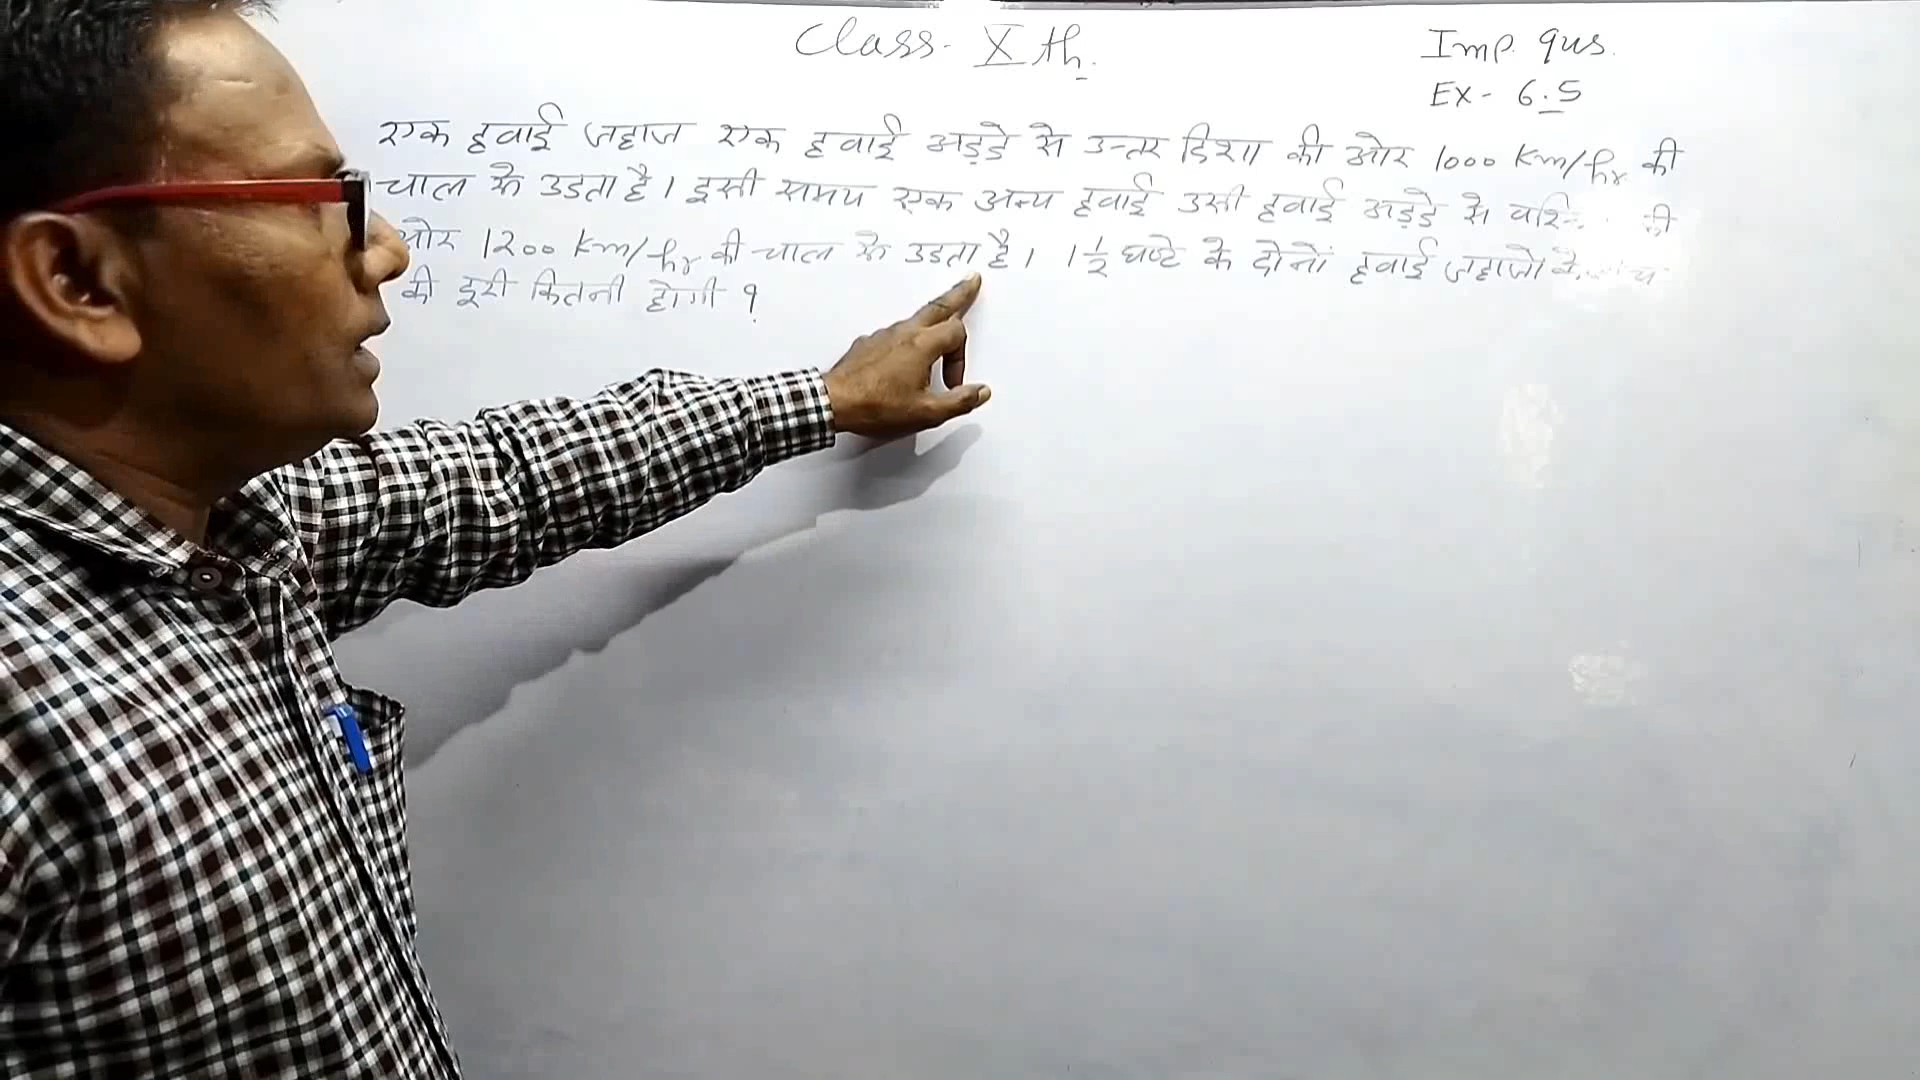 Class- Xth.
Imp. qus.
Ex- 6.5
एक हवाई जहाज एक हवाई अड्डे से उत्तर दिशा की ओर 1000 km/hr की
चाल से उडता है। इसी समय एक अन्य हवाई उसी हवाई अड्डे से की
ओर 1200 km/hr की चाल से उडता है। 1 1/2 घण्टे के दोनों हवाई जहाजो के
की दूरी कितनी होगी ?